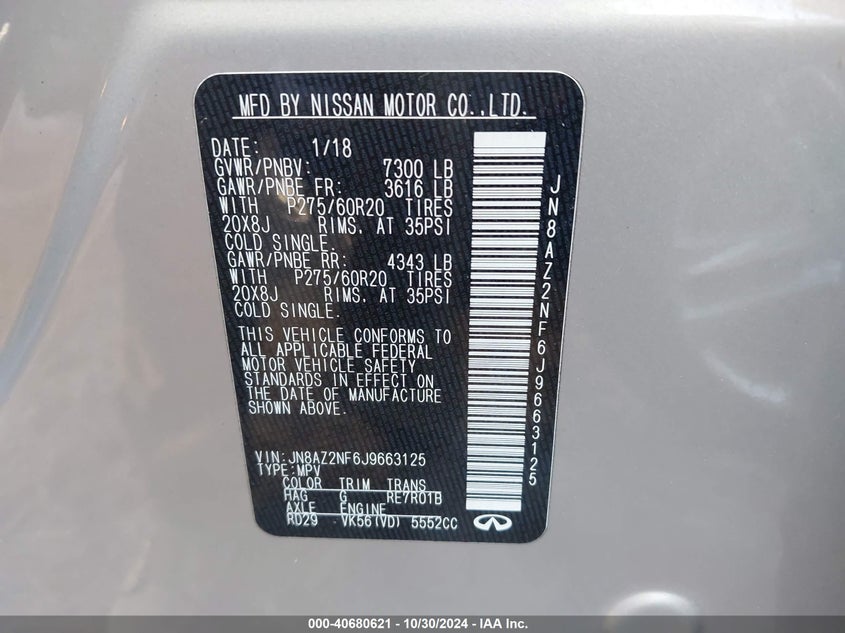 MFD BY NISSAN MOTOR CO.,LTD.
DATE: 1/18
GVWR/PNBV: 7300 LB
GAWR/PNBE FR: 3616 LB
WITH P275/60R20 TIRES
20X8J RIMS. AT 35PSI
COLD SINGLE.
GAWR/PNBE RR: 4343 LB
WITH P275/60R20 TIRES
20X8J RIMS. AT 35PSI
COLD SINGLE.
THIS VEHICLE CONFORMS TO
ALL APPLICABLE FEDERAL
MOTOR VEHICLE SAFETY
STANDARDS IN EFFECT ON
THE DATE OF MANUFACTURE
SHOWN ABOVE.
VIN:JN8AZ2NF6J9663125
TYPE:MPV
COLOR TRIM TRANS
HAG G RE7R01B
AXLE ENGINE
RD29 VK56(VD) 5552CC
JN8AZ2NF6J9663125
000-40680621 - 10/30/2024 - IAA Inc.